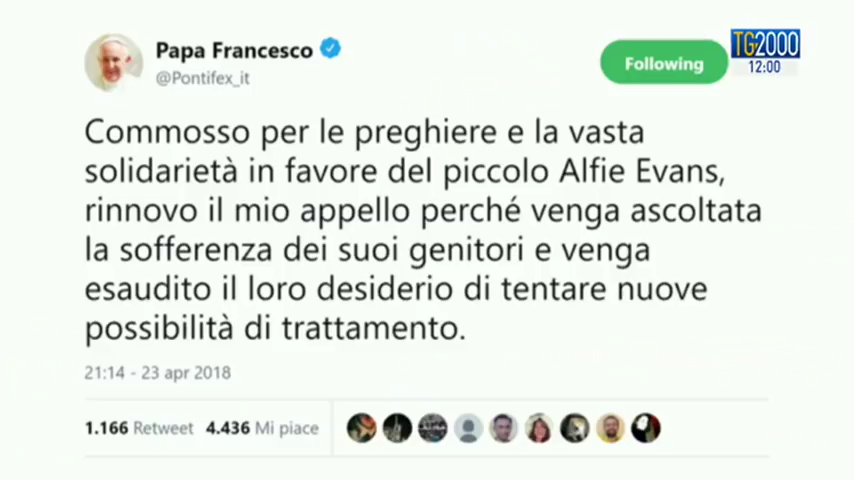 Papa Francesco
@Pontifex_it
Following
TG2000
12:00
Commosso per le preghiere e la vasta
solidarietà in favore del piccolo Alfie Evans,
rinnovo il mio appello perché venga ascoltata
la sofferenza dei suoi genitori e venga
esaudito il loro desiderio di tentare nuove
possibilità di trattamento.
21:14 - 23 apr 2018
1.166 Retweet 4.436 Mi piace